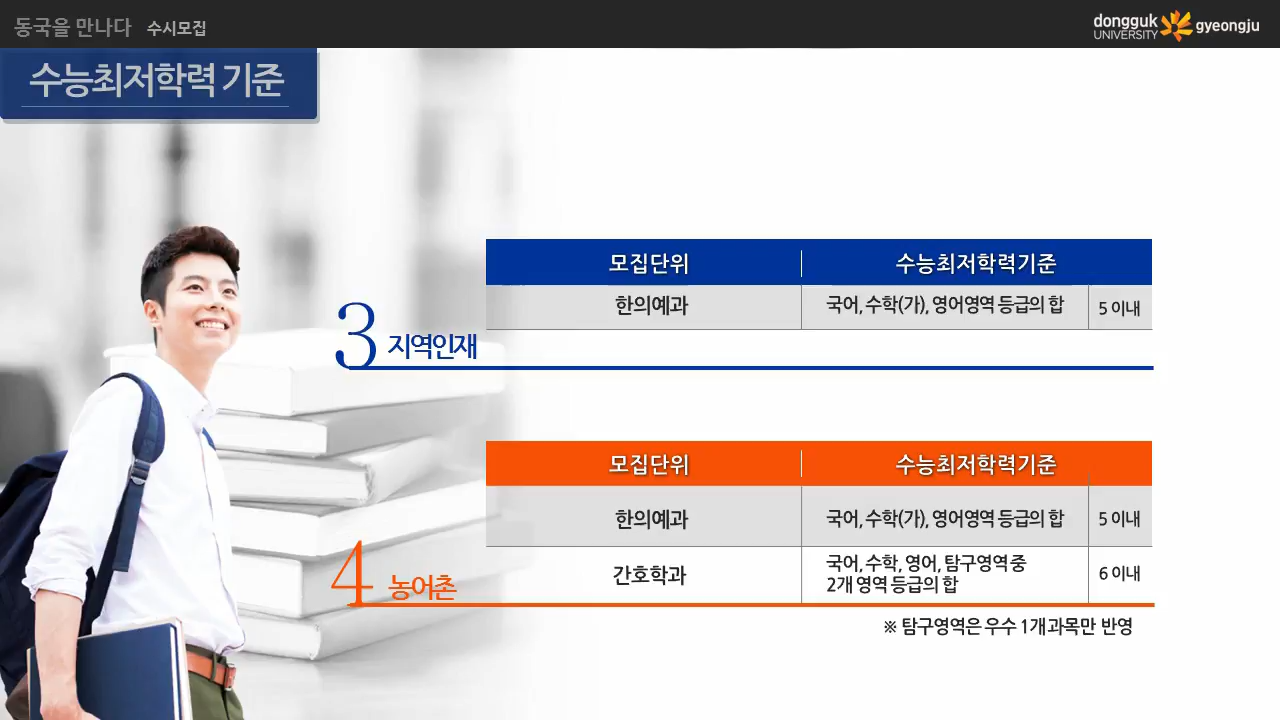 동국을 만나다 수시모집
dongguk
UNIVERSITY
gyeongju
수능최저학력 기준
모집단위 수능최저학력기준
한의예과 국어, 수학(가), 영어영역 등급의 합 5 이내
3 지역인재
모집단위 수능최저학력기준
한의예과 국어, 수학(가), 영어영역 등급의 합 5 이내
간호학과 국어, 수학, 영어, 탐구영역 중
2개 영역 등급의 합 6 이내
4 농어촌
※ 탐구영역은 우수 1개 과목만 반영